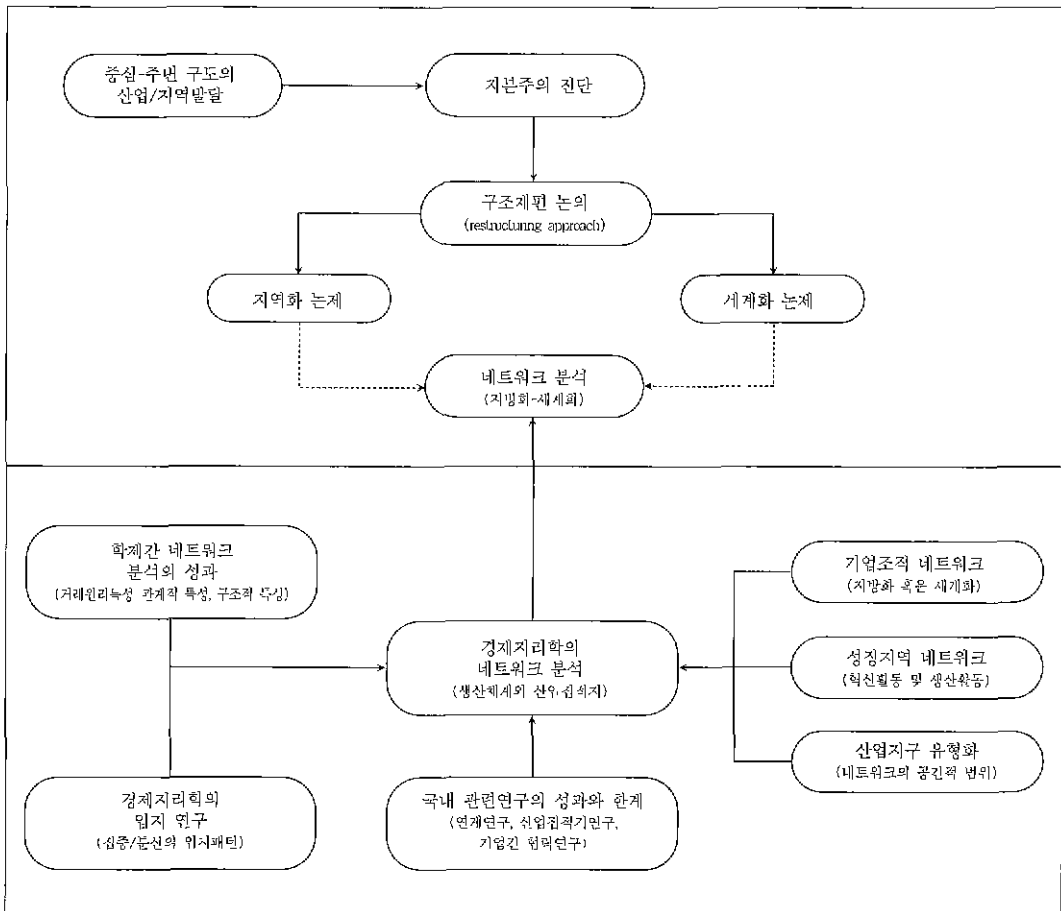 중심-주변 구도의
산업/지역발달
자본주의 진단
구조재편 논의
(restructuring approach)
지역화 논제
세계화 논제
네트워크 분석
(지방화-세계화)
학제간 네트워크
분석의 성과
(거래원리특성 관계적 특성, 구조적 특성)
기업조직 네트워크
(지방화 혹은 세계화)
경제지리학의
네트워크 분석
(생산체계와 산업집적지)
성장지역 네트워크
(혁신활동 및 생산활동)
산업지구 유형화
(네트워크의 공간적 범위)
경제지리학의
입지 연구
(집중/분산의 입지패턴)
국내 관련연구의 성과와 한계
(연계연구, 산업집적기연구,
기업간 협력연구)